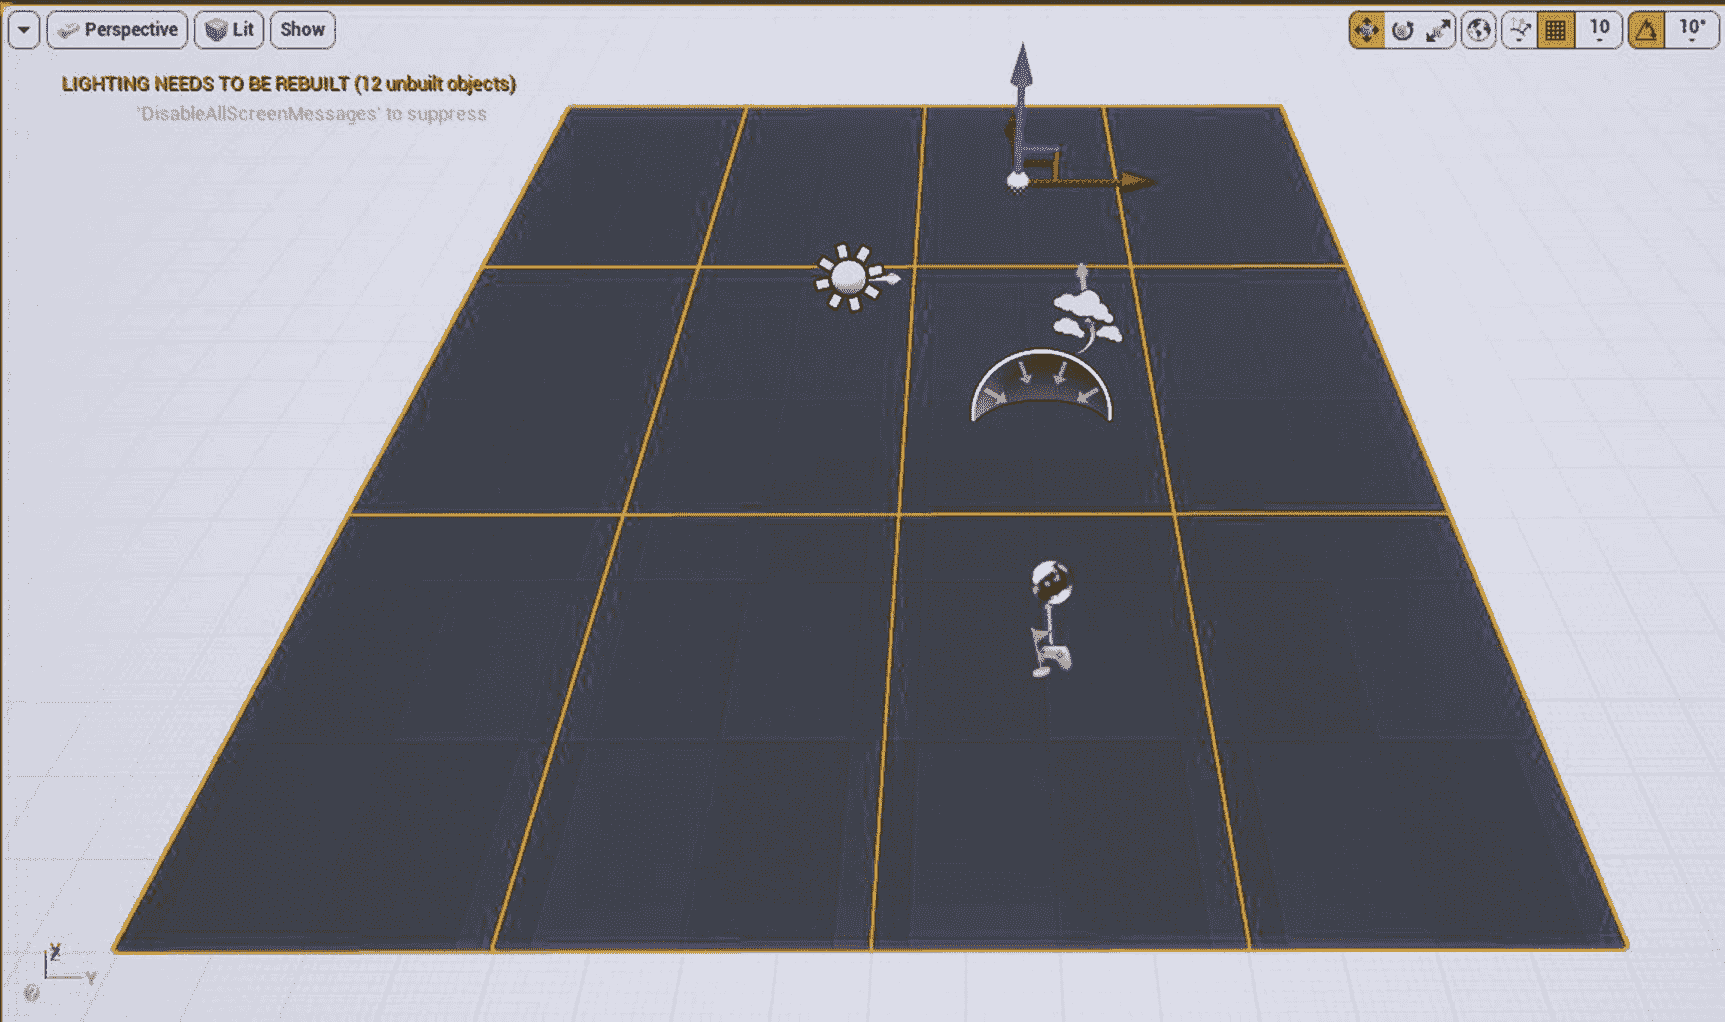 Perspective
Lit
Show
10
10°
LIGHTING NEEDS TO BE REBUILT (12 unbuilt objects)
'DisableAllScreenMessages' to suppress
Z
Y